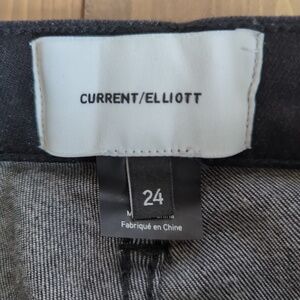 CURRENT/ELLIOTT
24
Fabriqué en Chine